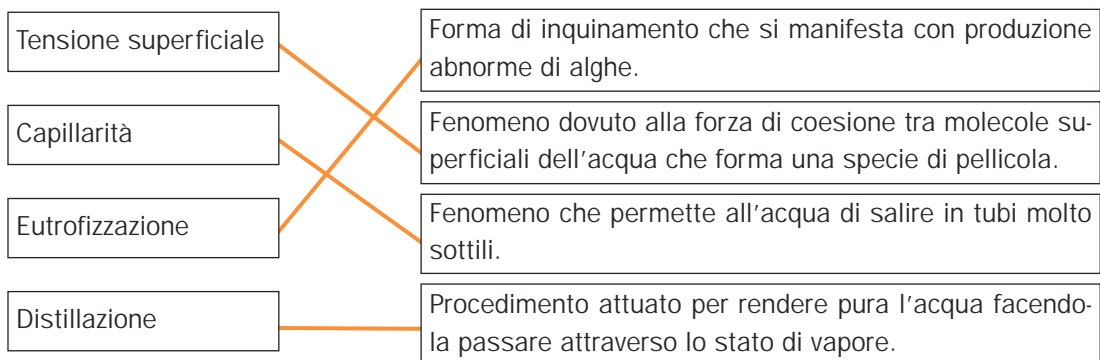 Tensione superficiale
Forma di inquinamento che si manifesta con produzione
abnorme di alghe.
Capillarità
Fenomeno dovuto alla forza di coesione tra molecole su-
perficiali dell'acqua che forma una specie di pellicola.
Eutrofizzazione
Fenomeno che permette all'acqua di salire in tubi molto
sottili.
Distillazione
Procedimento attuato per rendere pura l'acqua facendo-
la passare attraverso lo stato di vapore.